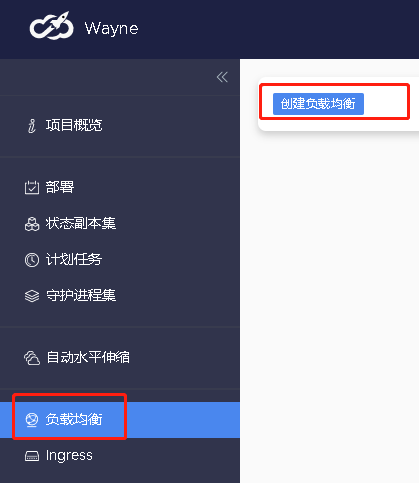 Wayne
项目概览
部署
状态副本集
计划任务
守护进程集
自动水平伸缩
负载均衡
Ingress
创建负载均衡